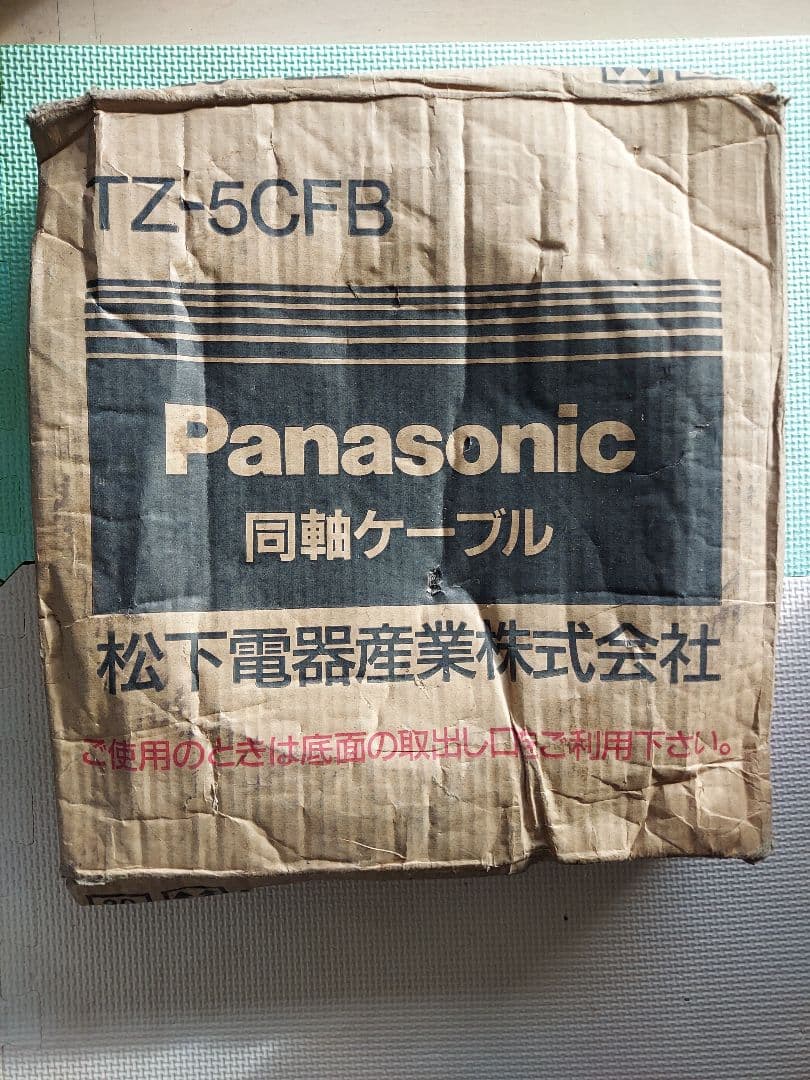 TZ-5CFB
Panasonic
同軸ケーブル
松下電器産業株式会社
ご使用のときは底面の取出し口をご利用下さい。